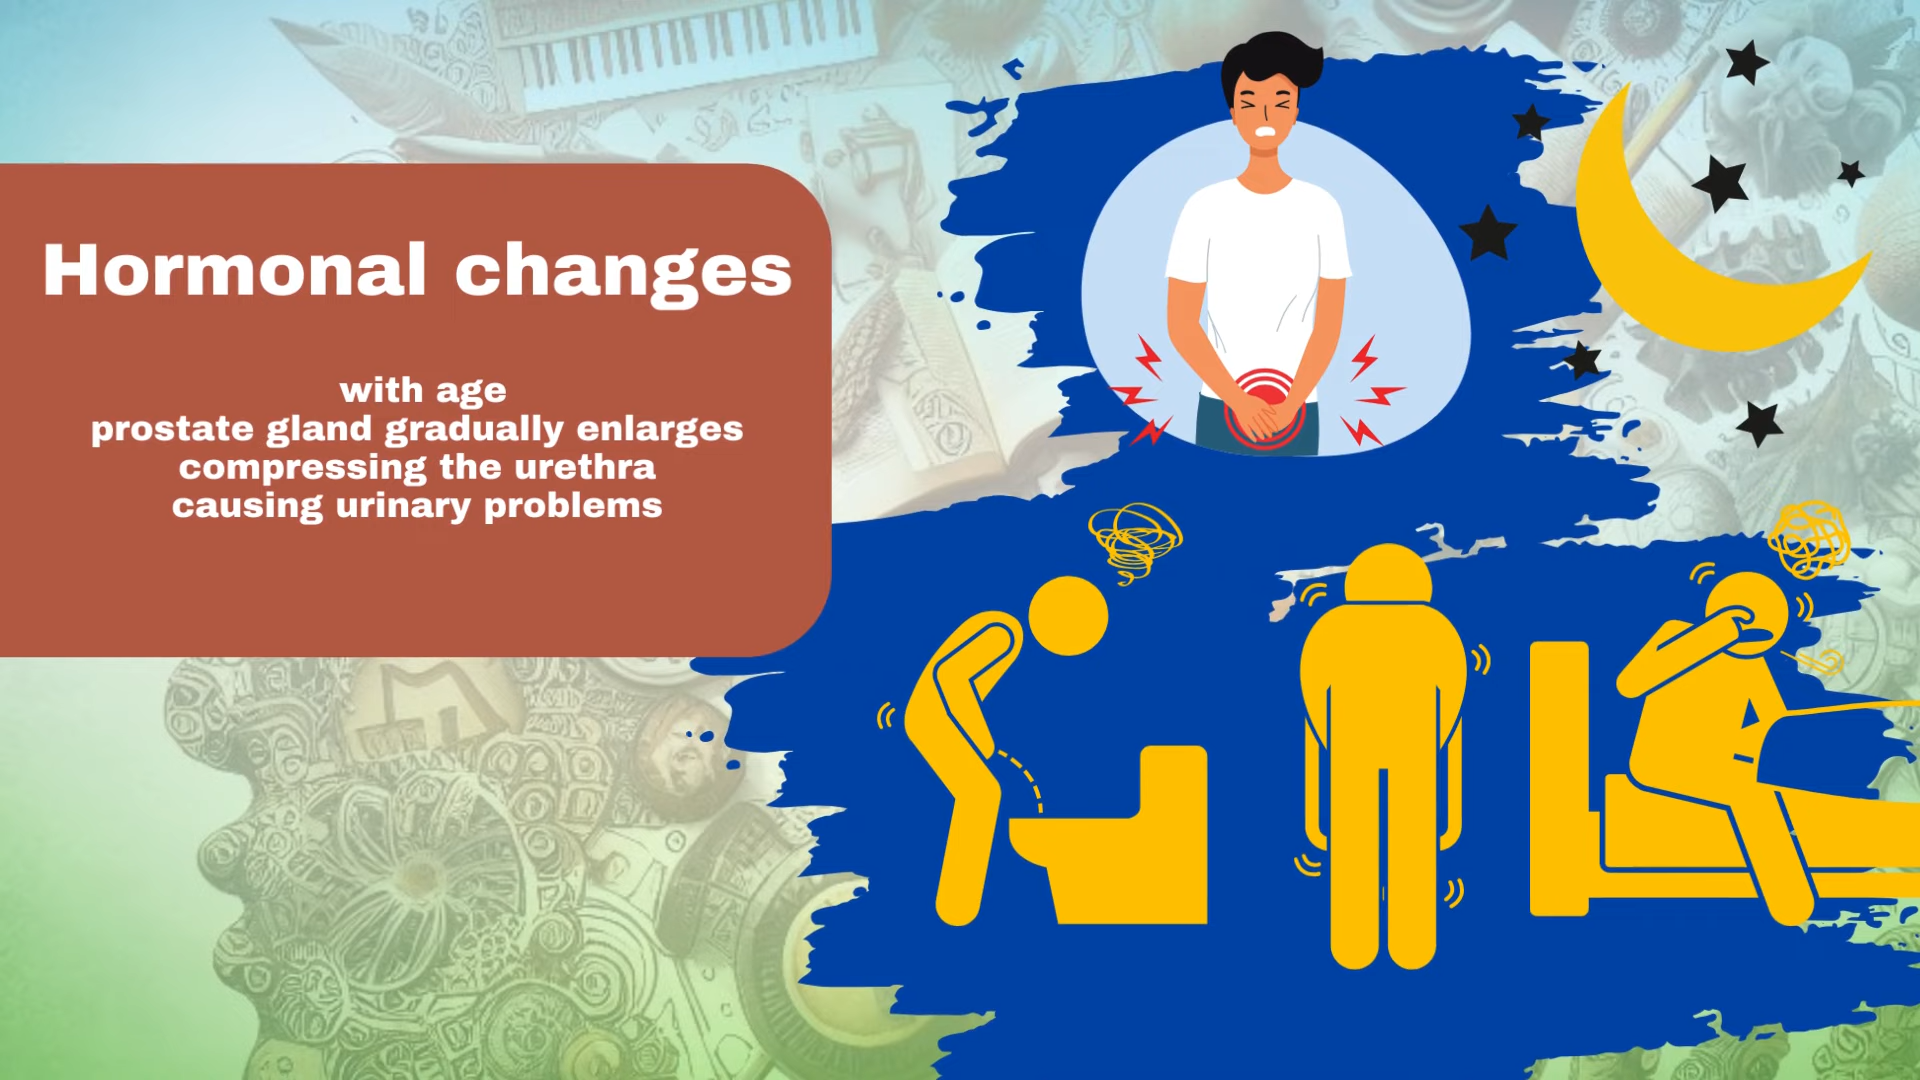 Hormonal changes
with age
prostate gland gradually enlarges
compressing the urethra
causing urinary problems